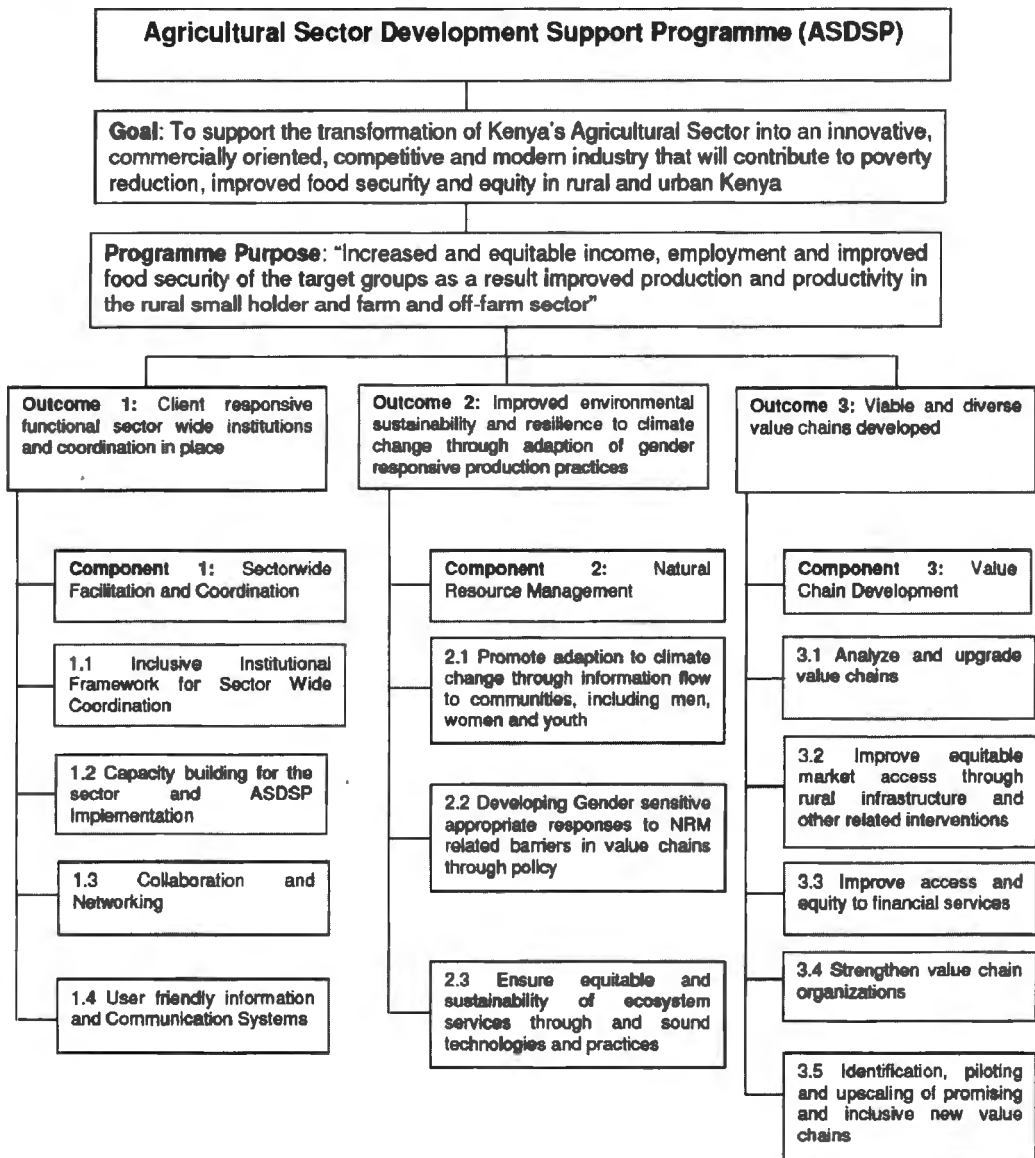 Agricultural Sector Development Support Programme (ASDSP)
Goal: To support the transformation of Kenya's Agricultural Sector into an innovative,
commercially oriented, competitive and modern industry that will contribute to poverty
reduction, improved food security and equity in rural and urban Kenya
Programme Purpose: "Increased and equitable income, employment and improved
food security of the target groups as a result improved production and productivity in
the rural small holder and farm and off-farm sector"
Outcome 1: Client responsive
functional sector wide institutions
and coordination in place
Component 1: Sectorwide
Facilitation and Coordination
1.1 Inclusive Institutional
Framework for Sector Wide
Coordination
1.2 Capacity building for the
sector and ASDSP
Implementation
1.3 Collaboration and
Networking
1.4 User friendly information
and Communication Systems
Outcome 2: Improved environmental
sustainability and resilience to climate
change through adaption of gender
responsive production practices
Component 2: Natural
Resource Management
2.1 Promote adaption to climate
change through information flow
to communities, including men,
women and youth
2.2 Developing Gender sensitive
appropriate responses to NRM
related barriers in value chains
through policy
2.3 Ensure equitable and
sustainability of ecosystem
services through and sound
technologies and practices
Outcome 3: Viable and diverse
value chains developed
Component 3: Value
Chain Development
3.1 Analyze and upgrade
value chains
3.2 Improve equitable
market access through
rural infrastructure and
other related interventions
3.3 Improve access and
equity to financial services
3.4 Strengthen value chain
organizations
3.5 Identification, piloting
and upscaling of promising
and inclusive new value
chains